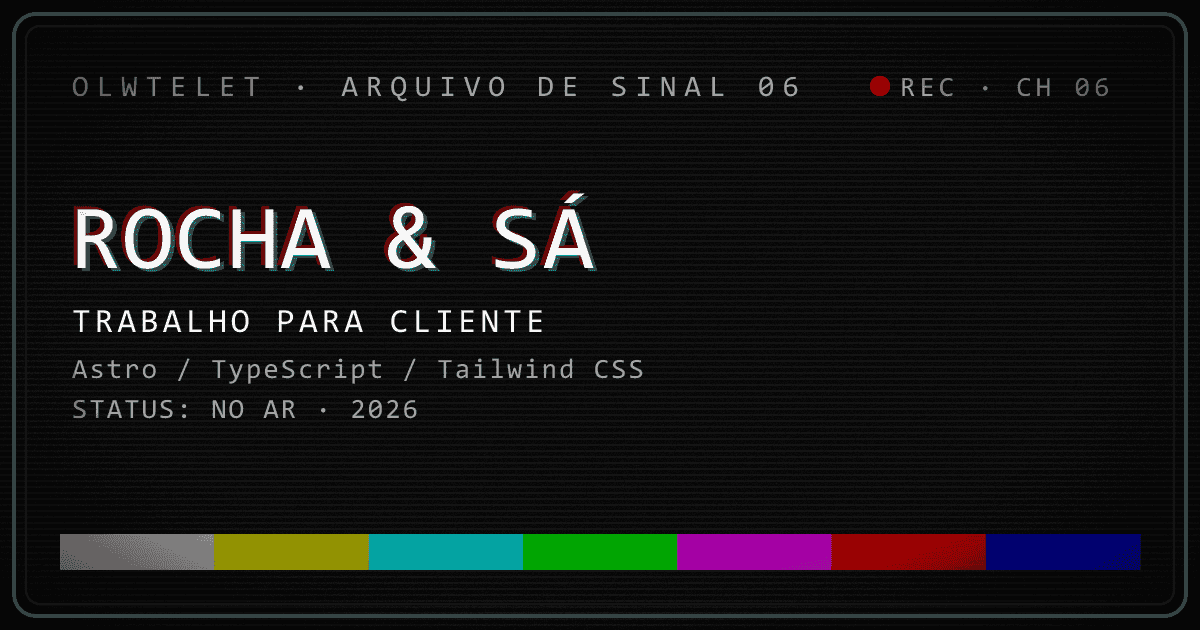 OLWTELET · ARQUIVO DE SINAL 06
REC · CH 06
ROCHA & SÁ
TRABALHO PARA CLIENTE
Astro / TypeScript / Tailwind CSS
STATUS: NO AR · 2026